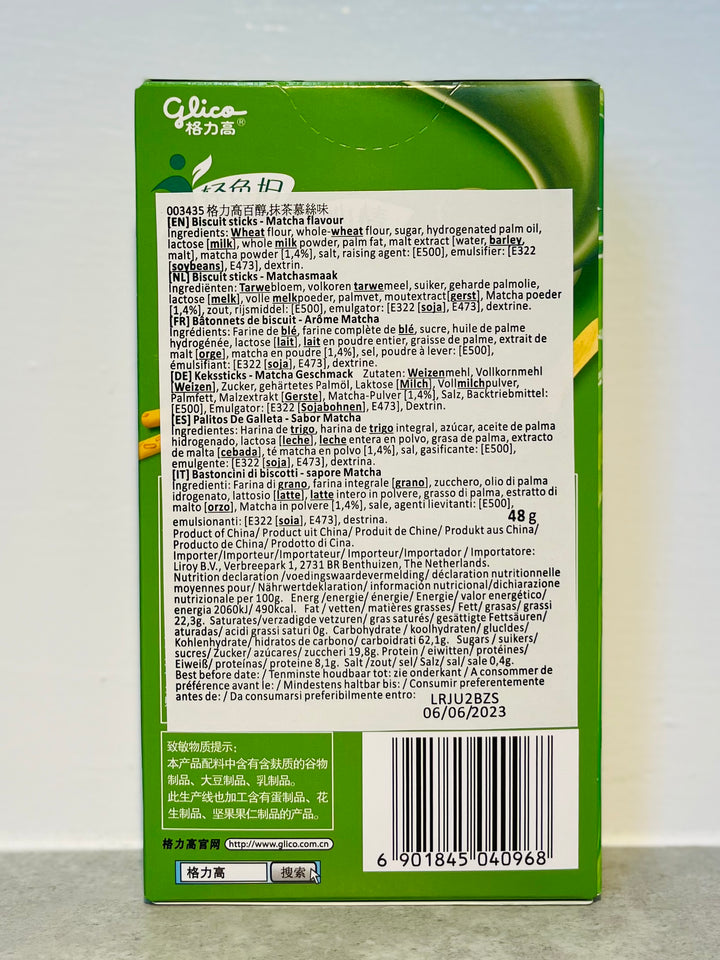 Glico
格力高®
003435 格力高百醇,抹茶慕絲味
[EN] Biscuit sticks - Matcha flavour
Ingredients: Wheat flour, whole-wheat flour, sugar, hydrogenated palm oil,
lactose [milk], whole milk powder, palm fat, malt extract [water, barley,
malt], matcha powder [1,4%], salt, raising agent: [E500], emulsifier: [E322
[soybeans], E473], dextrin.
[NL] Biscuit sticks - Matchasmaak
Ingrediënten: Tarwebloem, volkoren tarwemeel, suiker, geharde palmolie,
lactose [melk], volle melkpoeder, palmvet, moutextract[gerst], Matcha poeder
[1,4%], zout, rijsmiddel: [E500], emulgator: [E322 [soja], E473], dextrine.
[FR] Bâtonnets de biscuit - Arôme Matcha
Ingrédients: Farine de blé, farine complète de blé, sucre, huile de palme
hydrogénée, lactose [lait], lait en poudre entier, graisse de palme, extrait de
malt [orge], matcha en poudre [1,4%], sel, poudre à lever: [E500],
émulsifiant: [E322 [soja], E473], dextrine.
[DE] Kekssticks - Matcha Geschmack Zutaten: Weizenmehl, Vollkornmehl
[Weizen], Zucker, gehärtetes Palmöl, Laktose [Milch], Vollmilchpulver,
Palmfett, Malzextrakt [Gerste], Matcha-Pulver [1,4%], Salz, Backtriebmittel:
[E500], Emulgator: [E322 [Sojabohnen], E473], Dextrin.
[ES] Palitos De Galleta - Sabor Matcha
Ingredientes: Harina de trigo, harina de trigo integral, azúcar, aceite de palma
hidrogenado, lactosa [leche], leche entera en polvo, grasa de palma, extracto
de malta [cebada], té matcha en polvo [1,4%], sal, gasificante: [E500],
emulgente: [E322 [soja], E473], dextrina.
[IT] Bastoncini di biscotti - sapore Matcha
Ingredienti: Farina di grano, farina integrale [grano], zucchero, olio di palma
idrogenato, lattosio [latte], latte intero in polvere, grasso di palma, estratto di
malto [orzo], Matcha in polvere [1,4%], sale, agenti lievitanti: [E500],
emulsionanti: [E322 [soia], E473], destrina.
48 g
Product of China/ Product uit China/ Produit de Chine/ Produkt aus China/
Producto de China/ Prodotto di Cina.
Importer/Importeur/Importateur/ Importeur/Importador / Importatore:
Liroy B.V., Verbreepark 1, 2731 BR Benthuizen, The Netherlands.
Nutrition declaration /voedingswaardevermelding/ déclaration nutritionnelle
moyennes pour/ Nährwertdeklaration/ información nutricional/dichiarazione
nutrizionale per 100g. Energ /energie/ énergie/ Energie/ valor energético/
energia 2060kJ/ 490kcal. Fat / vetten/ matières grasses/ Fett/ grasas/ grassi
22,3g. Saturates/verzadigde vetzuren/ gras saturés/ gesättigte Fettsäuren/
aturadas/ acidi grassi saturi 0g. Carbohydrate / koolhydraten/ glucides/
Kohlenhydrate/ hidratos de carbono/ carboidrati 62,1g. Sugars / suikers/
sucres/ Zucker/ azúcares/ zuccheri 19,8g. Protein / eiwitten/ protéines/
Eiweiß/ proteínas/ proteine 8,1g. Salt /zout/ sel/ Salz/ sal/ sale 0,4g.
Best before date: / Tenminste houdbaar tot: zie onderkant / A consommer de
préférence avant le: / Mindestens haltbar bis: / Consumir preferentemente
antes de: / Da consumarsi preferibilmente entro:
LRJU2BZS
06/06/2023
致敏物质提示:
本产品配料中含有含麸质的谷物
制品、大豆制品、乳制品。
此生产线也加工含有蛋制品、花
生制品、坚果果仁制品的产品。
格力高官网 http://www.glico.com.cn
格力高 搜索
6 901845 040968